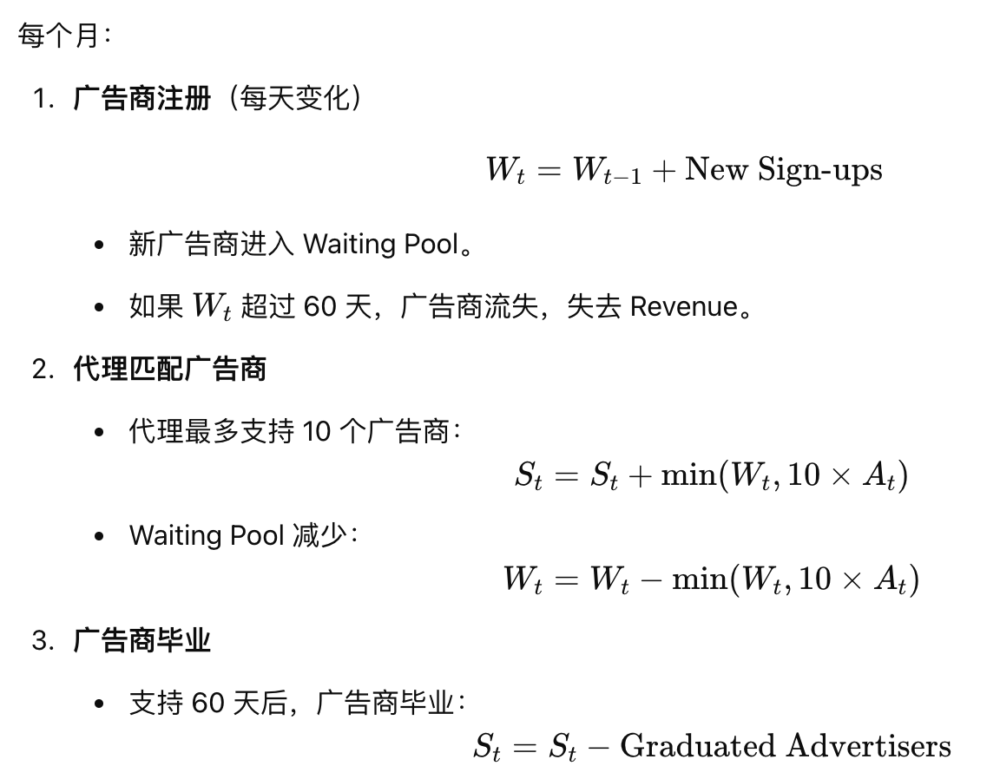 每个月：
1. 广告商注册（每天变化）
W_t = W_{t−1} + New Sign-ups
• 新广告商进入 Waiting Pool。
• 如果 W_t 超过 60 天，广告商流失，失去 Revenue。
2. 代理匹配广告商
• 代理最多支持 10 个广告商：
S_t = S_t + min(W_t, 10 × A_t)
• Waiting Pool 减少：
W_t = W_t − min(W_t, 10 × A_t)
3. 广告商毕业
• 支持 60 天后，广告商毕业：
S_t = S_t − Graduated Advertisers